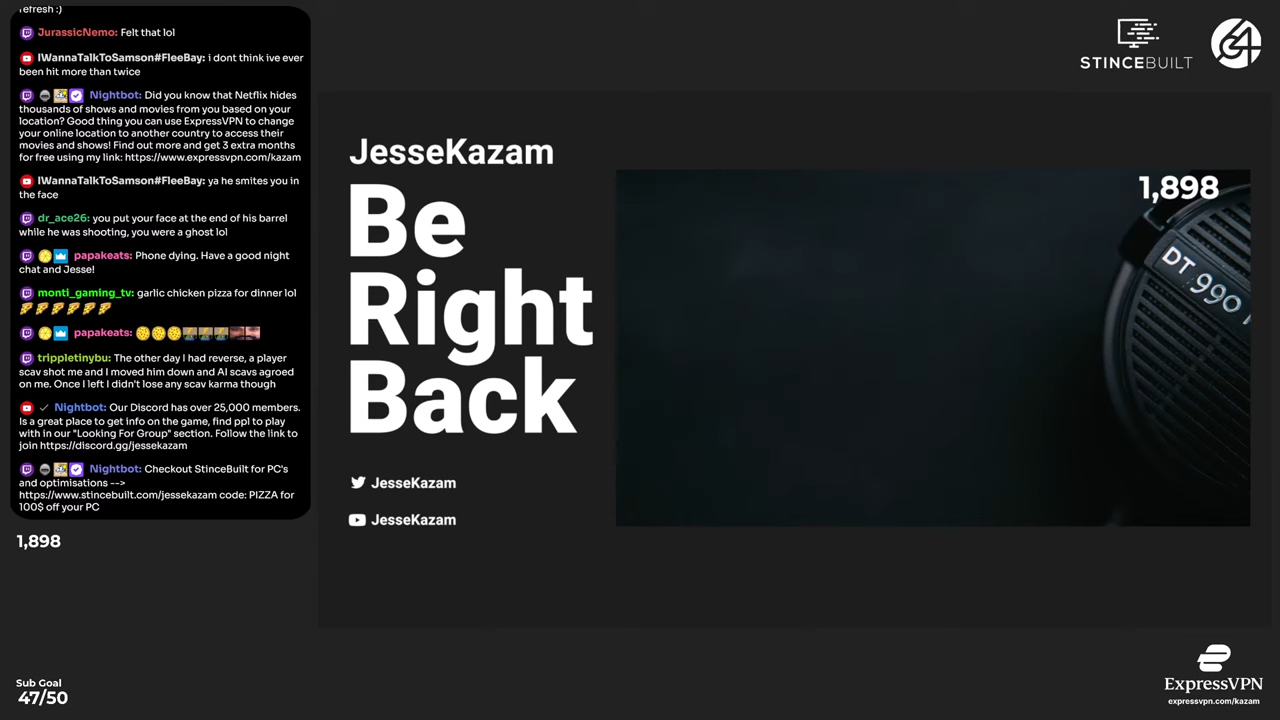 refresh :)
JurassicNemo: Felt that lol
IWannaTalkToSamson#FleeBay: i dont think ive ever
been hit more than twice
Nightbot: Did you know that Netflix hides
thousands of shows and movies from you based on your
location? Good thing you can use ExpressVPN to change
your online location to another country to access their
movies and shows! Find out more and get 3 extra months
for free using my link: https://www.expressvpn.com/kazam
IWannaTalkToSamson#FleeBay: ya he smites you in
the face
dr_ace26: you put your face at the end of his barrel
while he was shooting, you were a ghost lol
papakeats: Phone dying. Have a good night
chat and Jesse!
monti_gaming_tv: garlic chicken pizza for dinner lol
papakeats:
trippletinybu: The other day I had reverse, a player
scav shot me and I moved him down and AI scavs agroed
on me. Once I left I didn't lose any scav karma though
Nightbot: Our Discord has over 25,000 members.
Is a great place to get info on the game, find ppl to play
with in our "Looking For Group" section. Follow the link to
join https://discord.gg/jessekazam
Nightbot: Checkout StinceBuilt for PC's
and optimisations -->
https://www.stincebuilt.com/jessekazam code: PIZZA for
100$ off your PC
1,898
Sub Goal
47/50
JesseKazam
Be
Right
Back
JesseKazam
JesseKazam
STINCEBUILT
1,898
DT 990
ExpressVPN
expressvpn.com/kazam